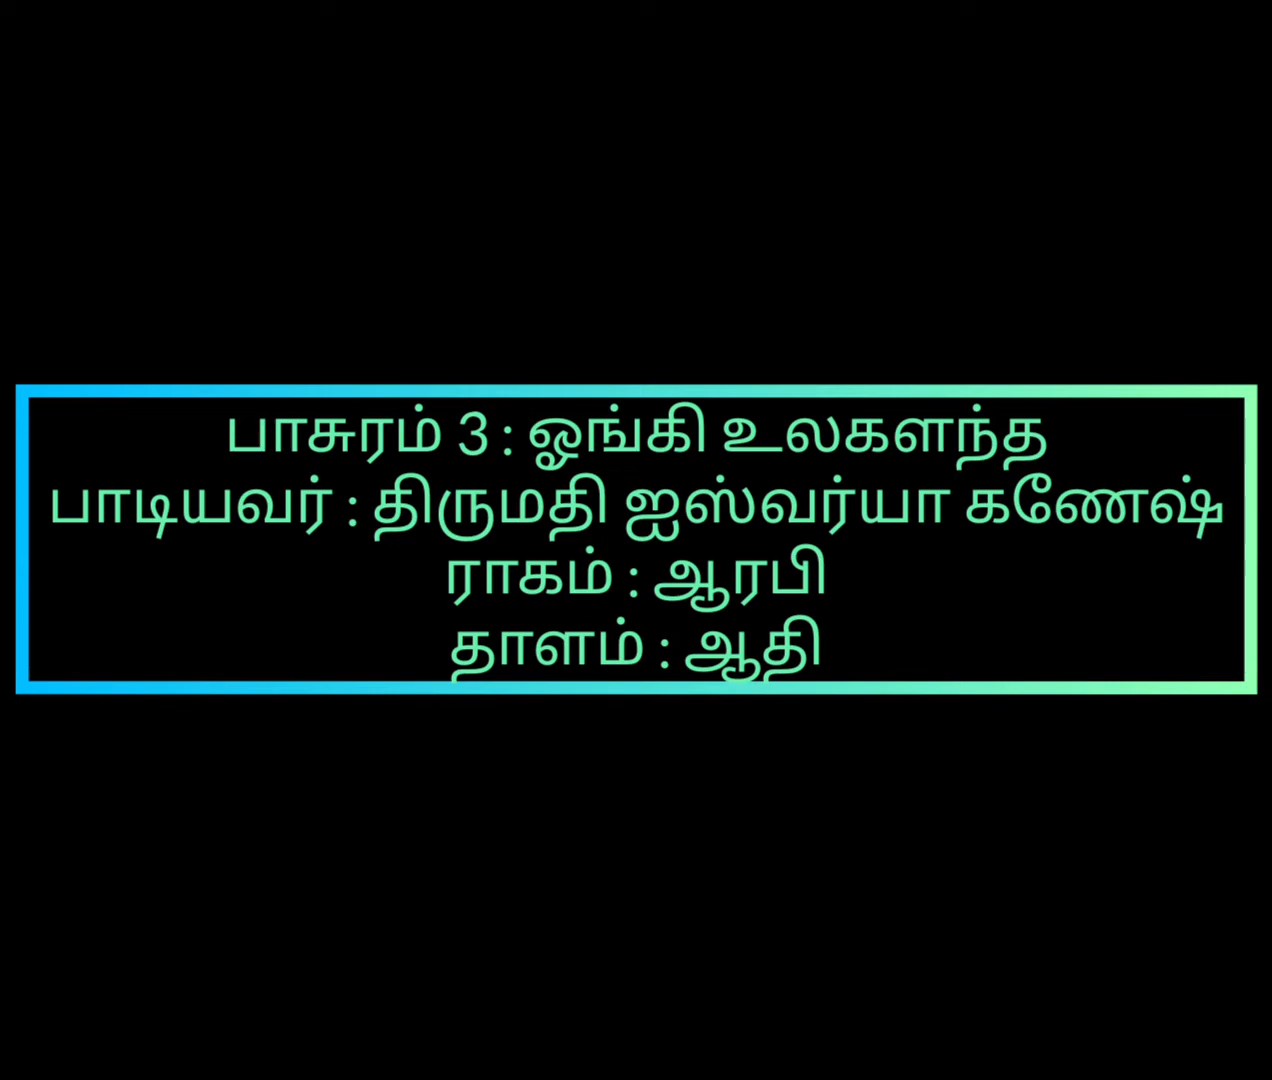 பாசுரம் 3 : ஓங்கி உலகளந்த
பாடியவர் : திருமதி ஐஸ்வர்யா கணேஷ்
ராகம் : ஆரபி
தாளம் : ஆதி